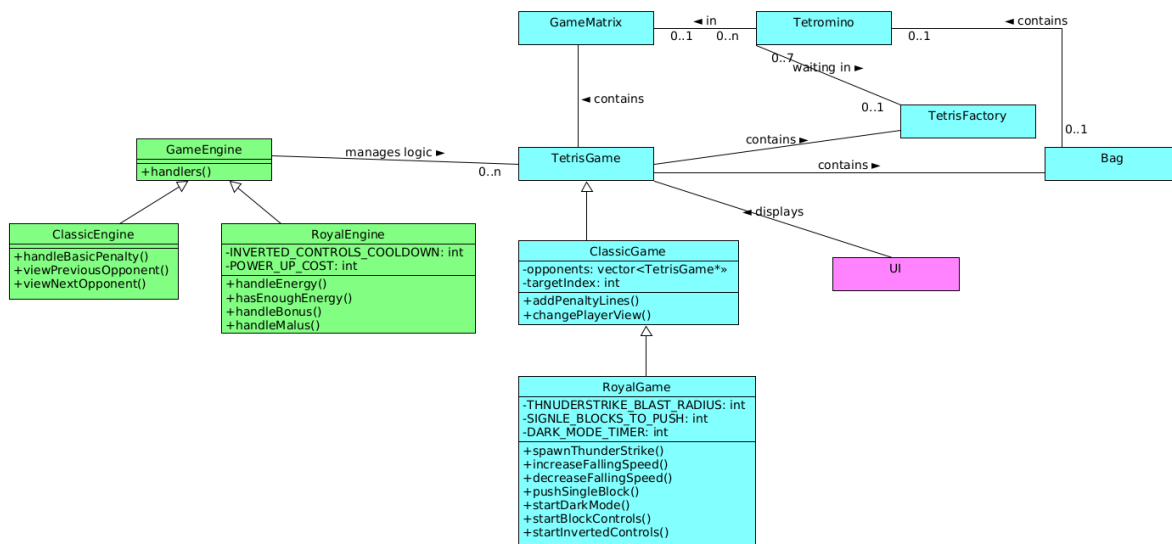 GameMatrix
◄ in
0..1
0..n
Tetromino
◄ contains
0..1
0..7
waiting in ►
0..1
TetrisFactory
◄ contains
contains ►
0..1
GameEngine
+handlers()
manages logic ►
0..n
TetrisGame
contains ►
Bag
◄ displays
UI
ClassicEngine
+handleBasicPenalty()
+viewPreviousOpponent()
+viewNextOpponent()
RoyalEngine
-INVERTED_CONTROLS_COOLDOWN: int
-POWER_UP_COST: int
+handleEnergy()
+hasEnoughEnergy()
+handleBonus()
+handleMalus()
ClassicGame
-opponents: vector<TetrisGame*»
-targetIndex: int
+addPenaltyLines()
+changePlayerView()
RoyalGame
-THNUDERSTRIKE_BLAST_RADIUS: int
-SIGNLE_BLOCKS_TO_PUSH: int
-DARK_MODE_TIMER: int
+spawnThunderStrike()
+increaseFallingSpeed()
+decreaseFallingSpeed()
+pushSingleBlock()
+startDarkMode()
+startBlockControls()
+startInvertedControls()